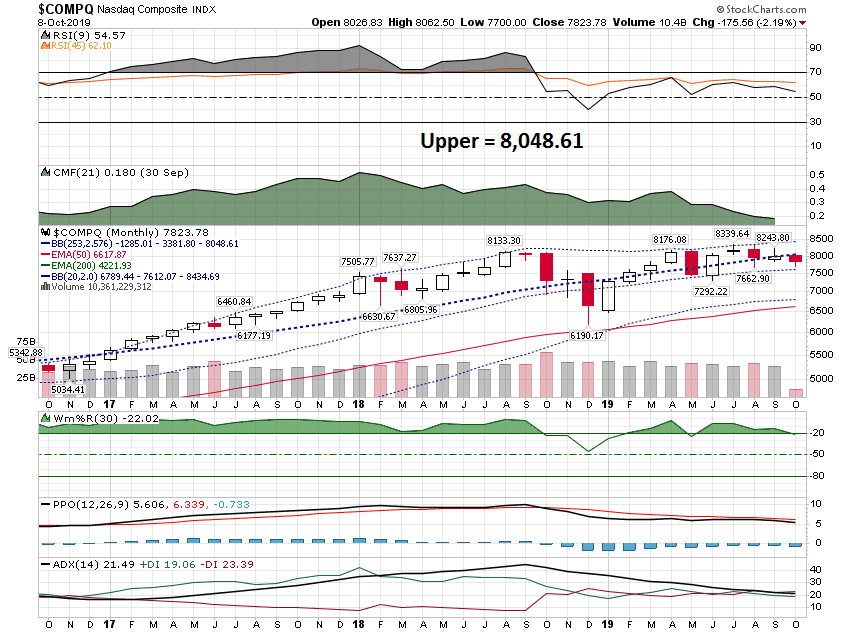 $COMPQ Nasdaq Composite INDX
© StockCharts.com
8-Oct-2019
Open 8026.83 High 8062.50 Low 7700.00 Close 7823.78 Volume 10.4B Chg -175.56 (-2.19%)
RSI(9) 54.57
RSI(45) 62.10
90
70
50
30
10
Upper = 8,048.61
CMF(21) 0.180 (30 Sep)
0.5
0.4
0.3
0.2
$COMPQ (Monthly) 7823.78
BB(253,2.576) -1285.01 - 3381.80 - 8048.61
EMA(50) 6617.87
EMA(200) 4221.93
BB(20,2.0) 6789.44 - 7612.07 - 8434.69
Volume 10,361,229,312
5342.88
5034.41
6460.84
6177.19
7505.77
6630.67
7637.27
6805.96
8133.30
6190.17
8176.08
7292.22
8339.64
7662.90
8243.80
8500
8000
7500
7000
6500
6000
5500
5000
75B
50B
25B
O N D 17 F M A M J J A S O N D 18 F M A M J J A S O N D 19 F M A M J J A S O
Wm%R(30) -22.02
-20
-50
-80
PPO(12,26,9) 5.606, 6.339, -0.733
10
5
0
ADX(14) 21.49 +DI 19.06 -DI 23.39
40
30
20
10
O N D 17 F M A M J J A S O N D 18 F M A M J J A S O N D 19 F M A M J J A S O